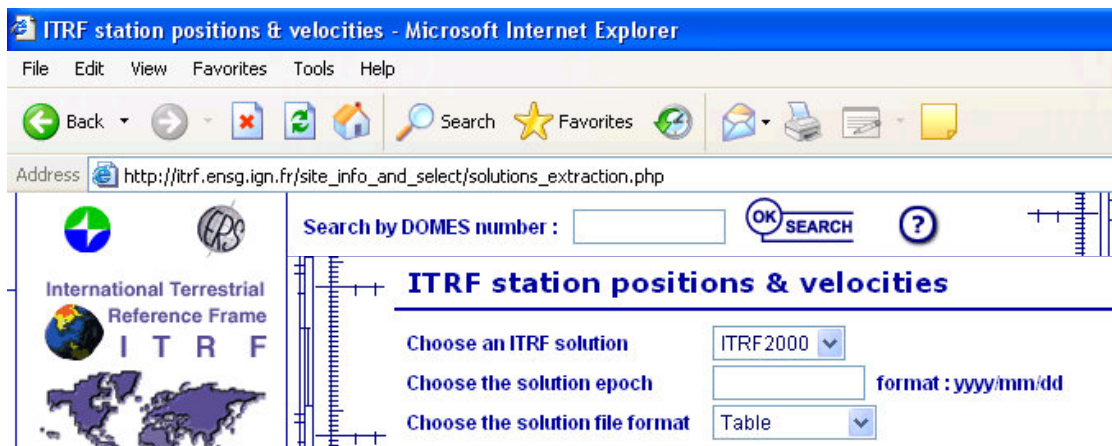 ITRF station positions & velocities - Microsoft Internet Explorer
File Edit View Favorites Tools Help
Back Search Favorites
Address http://itrf.ensg.ign.fr/site_info_and_select/solutions_extraction.php
IERS
Search by DOMES number :
OK SEARCH ?
International Terrestrial
Reference Frame
I T R F
ITRF station positions & velocities
Choose an ITRF solution ITRF2000
Choose the solution epoch format : yyyy/mm/dd
Choose the solution file format Table